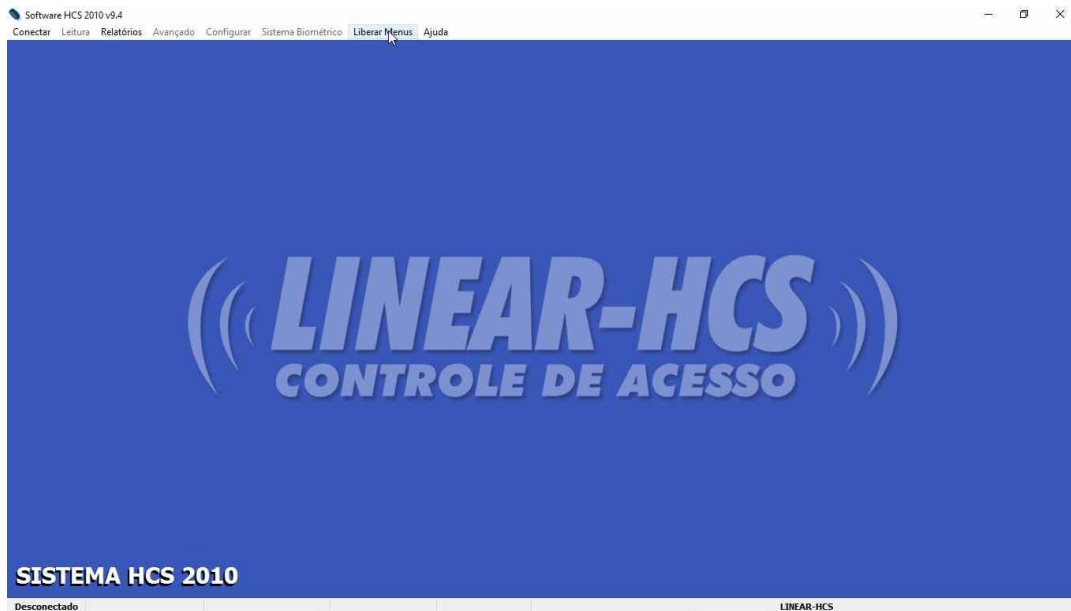 Software HCS 2010 v9.4
Conectar Leitura Relatórios Avançado Configurar Sistema Biométrico Liberar Menus Ajuda
LINEAR-HCS
CONTROLE DE ACESSO
SISTEMA HCS 2010
Desconectado LINEAR-HCS